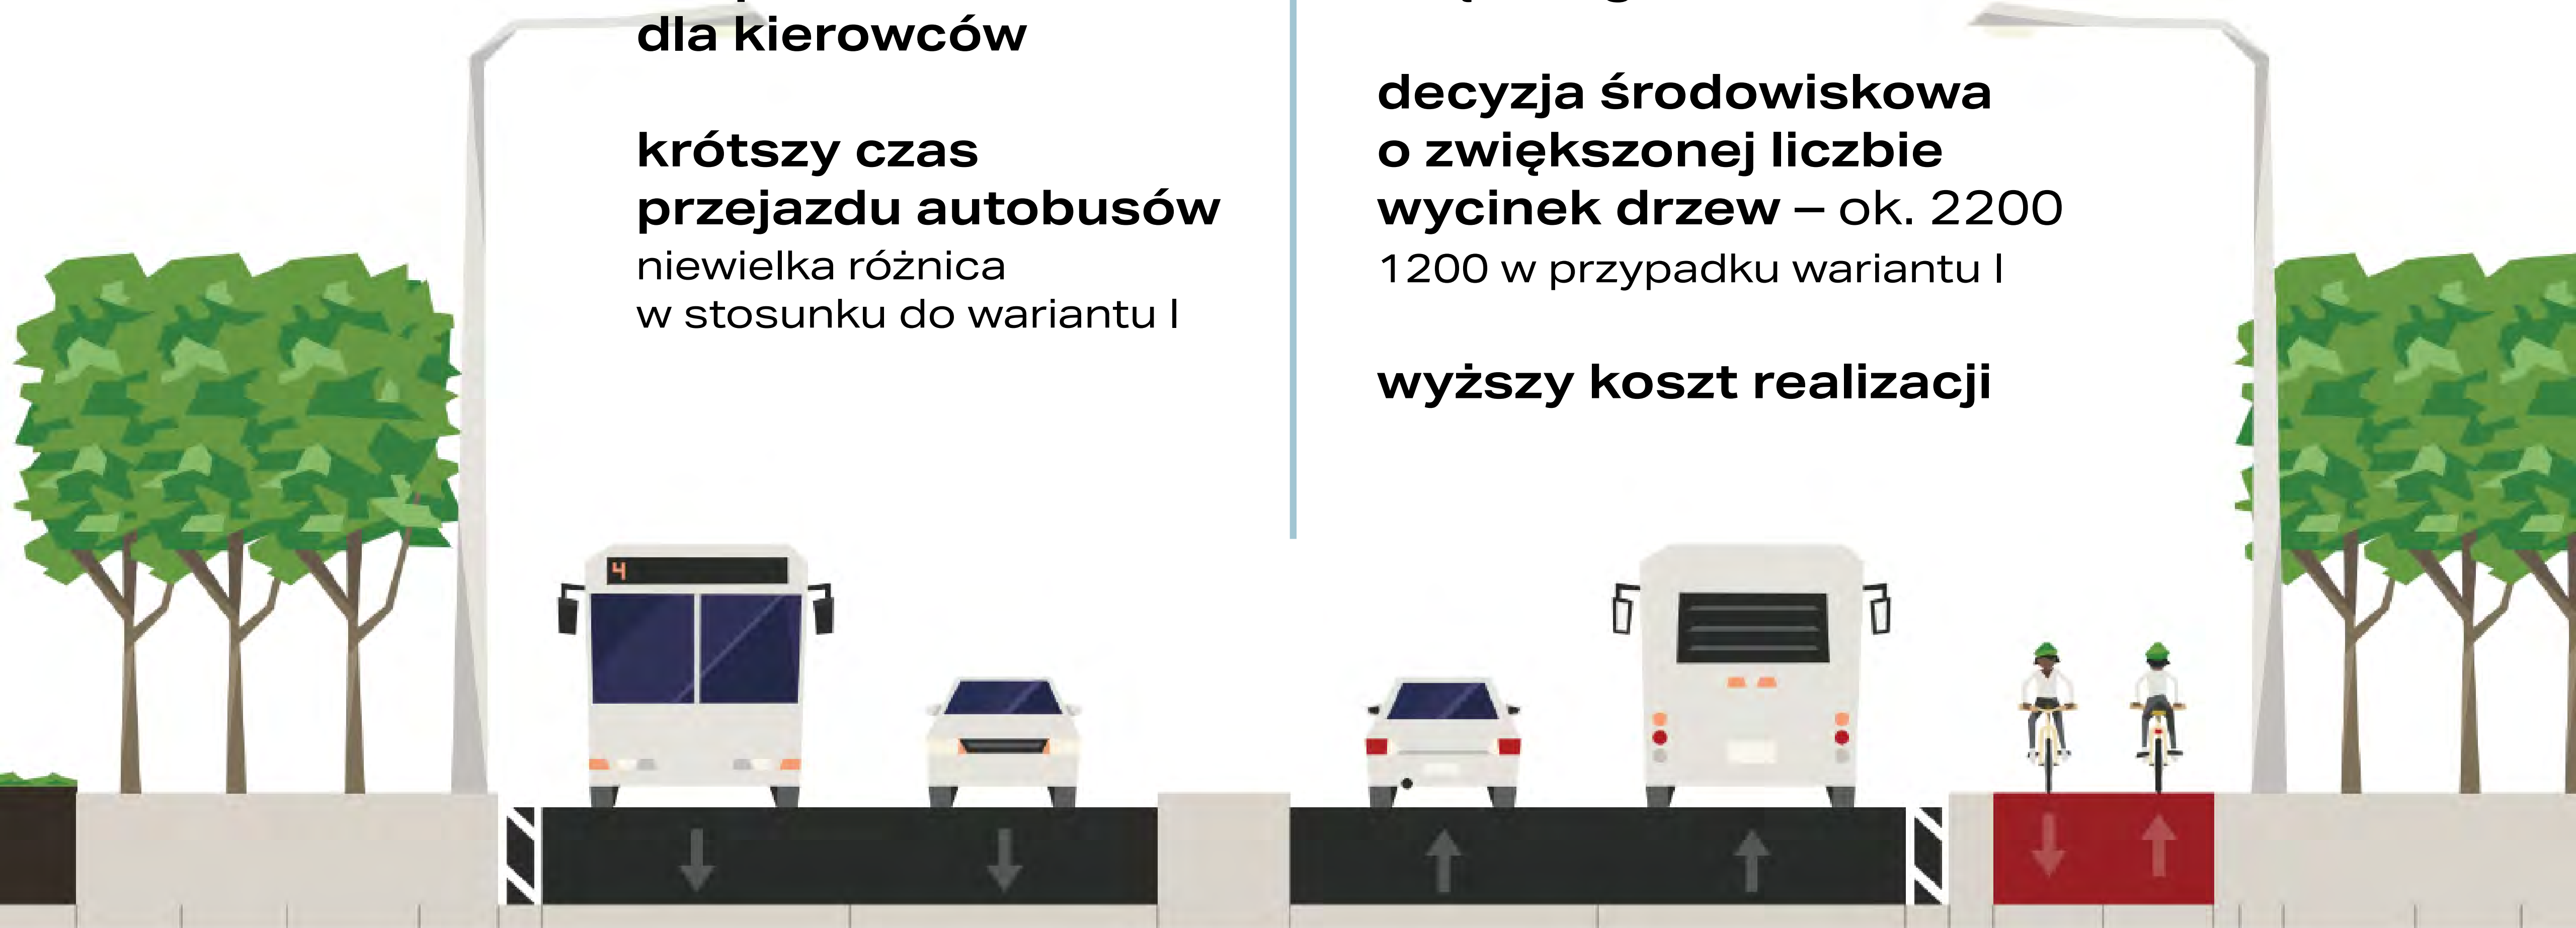 dla kierowców
krótszy czas
przejazdu autobusów
niewielka różnica
w stosunku do wariantu I
decyzja środowiskowa
o zwiększonej liczbie
wycinek drzew – ok. 2200
1200 w przypadku wariantu I
wyższy koszt realizacji
4